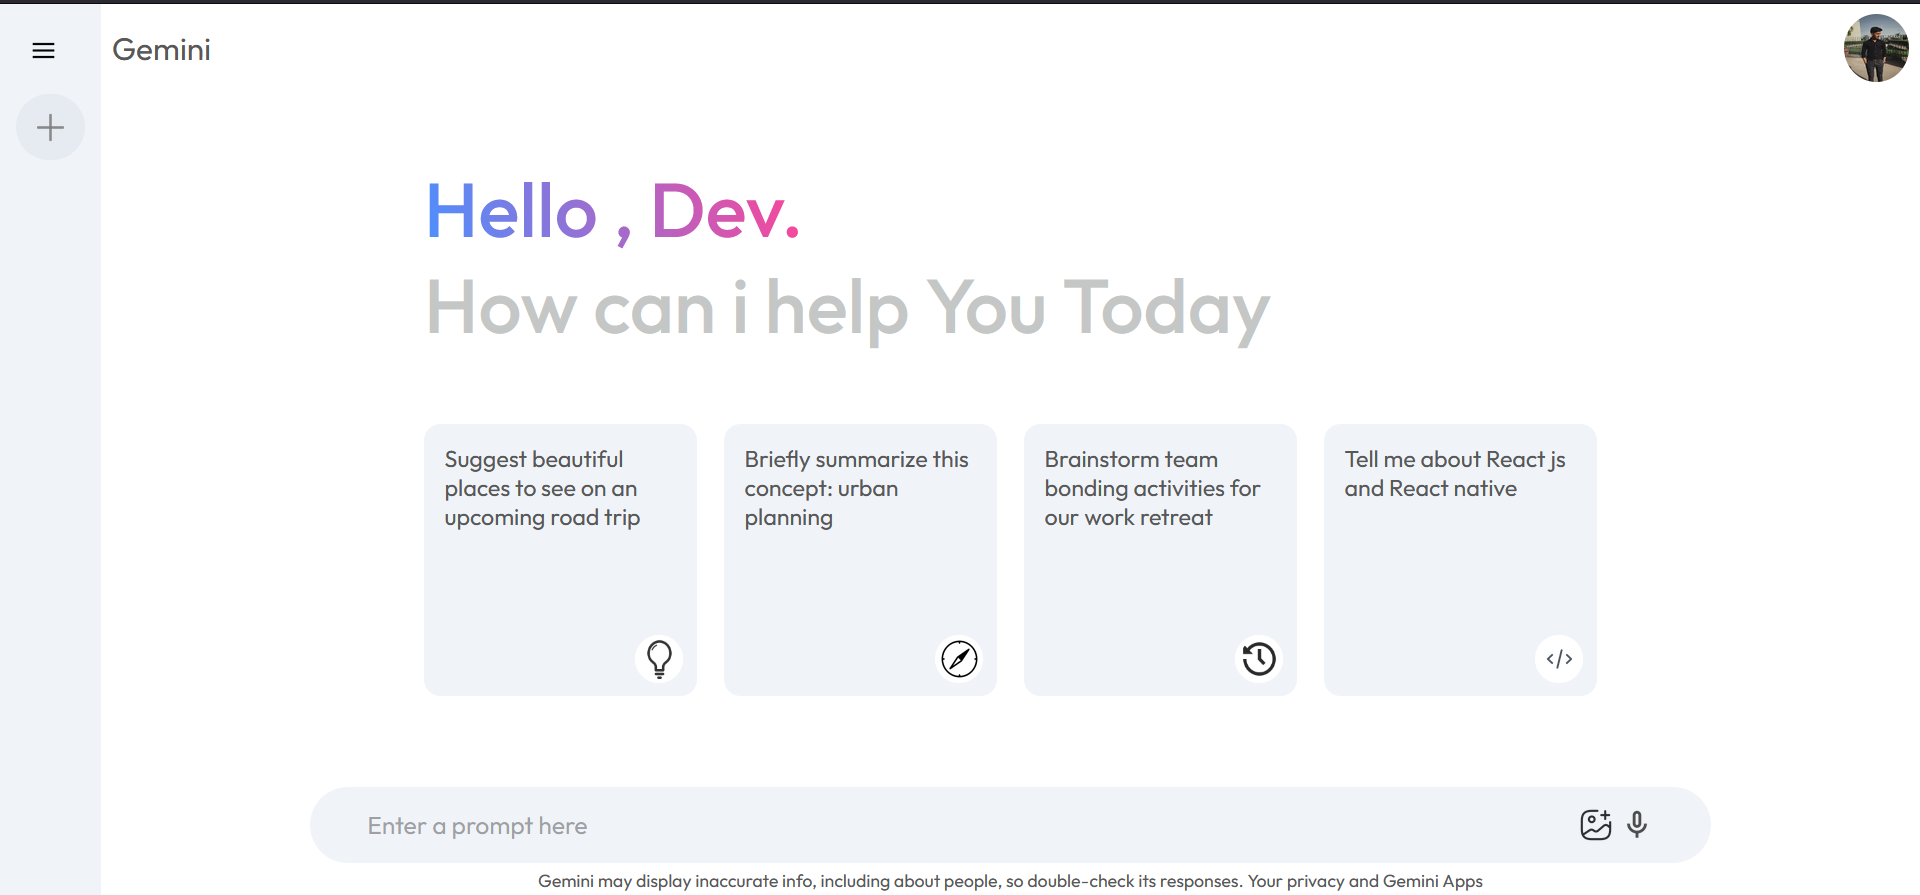 Gemini
Hello , Dev.
How can i help You Today
Suggest beautiful
places to see on an
upcoming road trip
Briefly summarize this
concept: urban
planning
Brainstorm team
bonding activities for
our work retreat
Tell me about React js
and React native
Enter a prompt here
Gemini may display inaccurate info, including about people, so double-check its responses. Your privacy and Gemini Apps